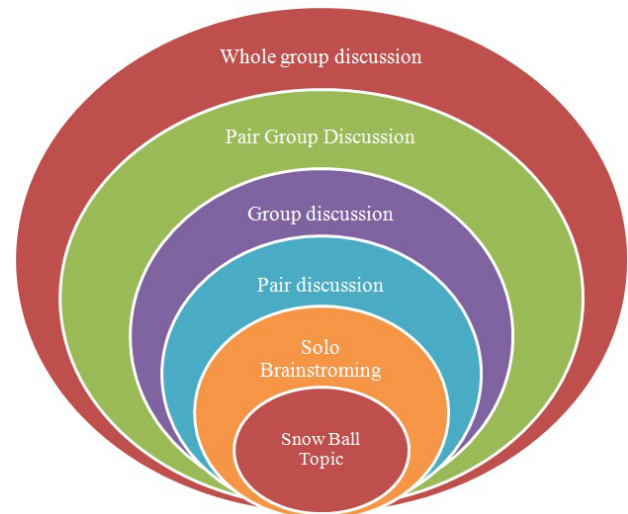 Whole group discussion
Pair Group Discussion
Group discussion
Pair discussion
Solo
Brainstroming
Snow Ball
Topic